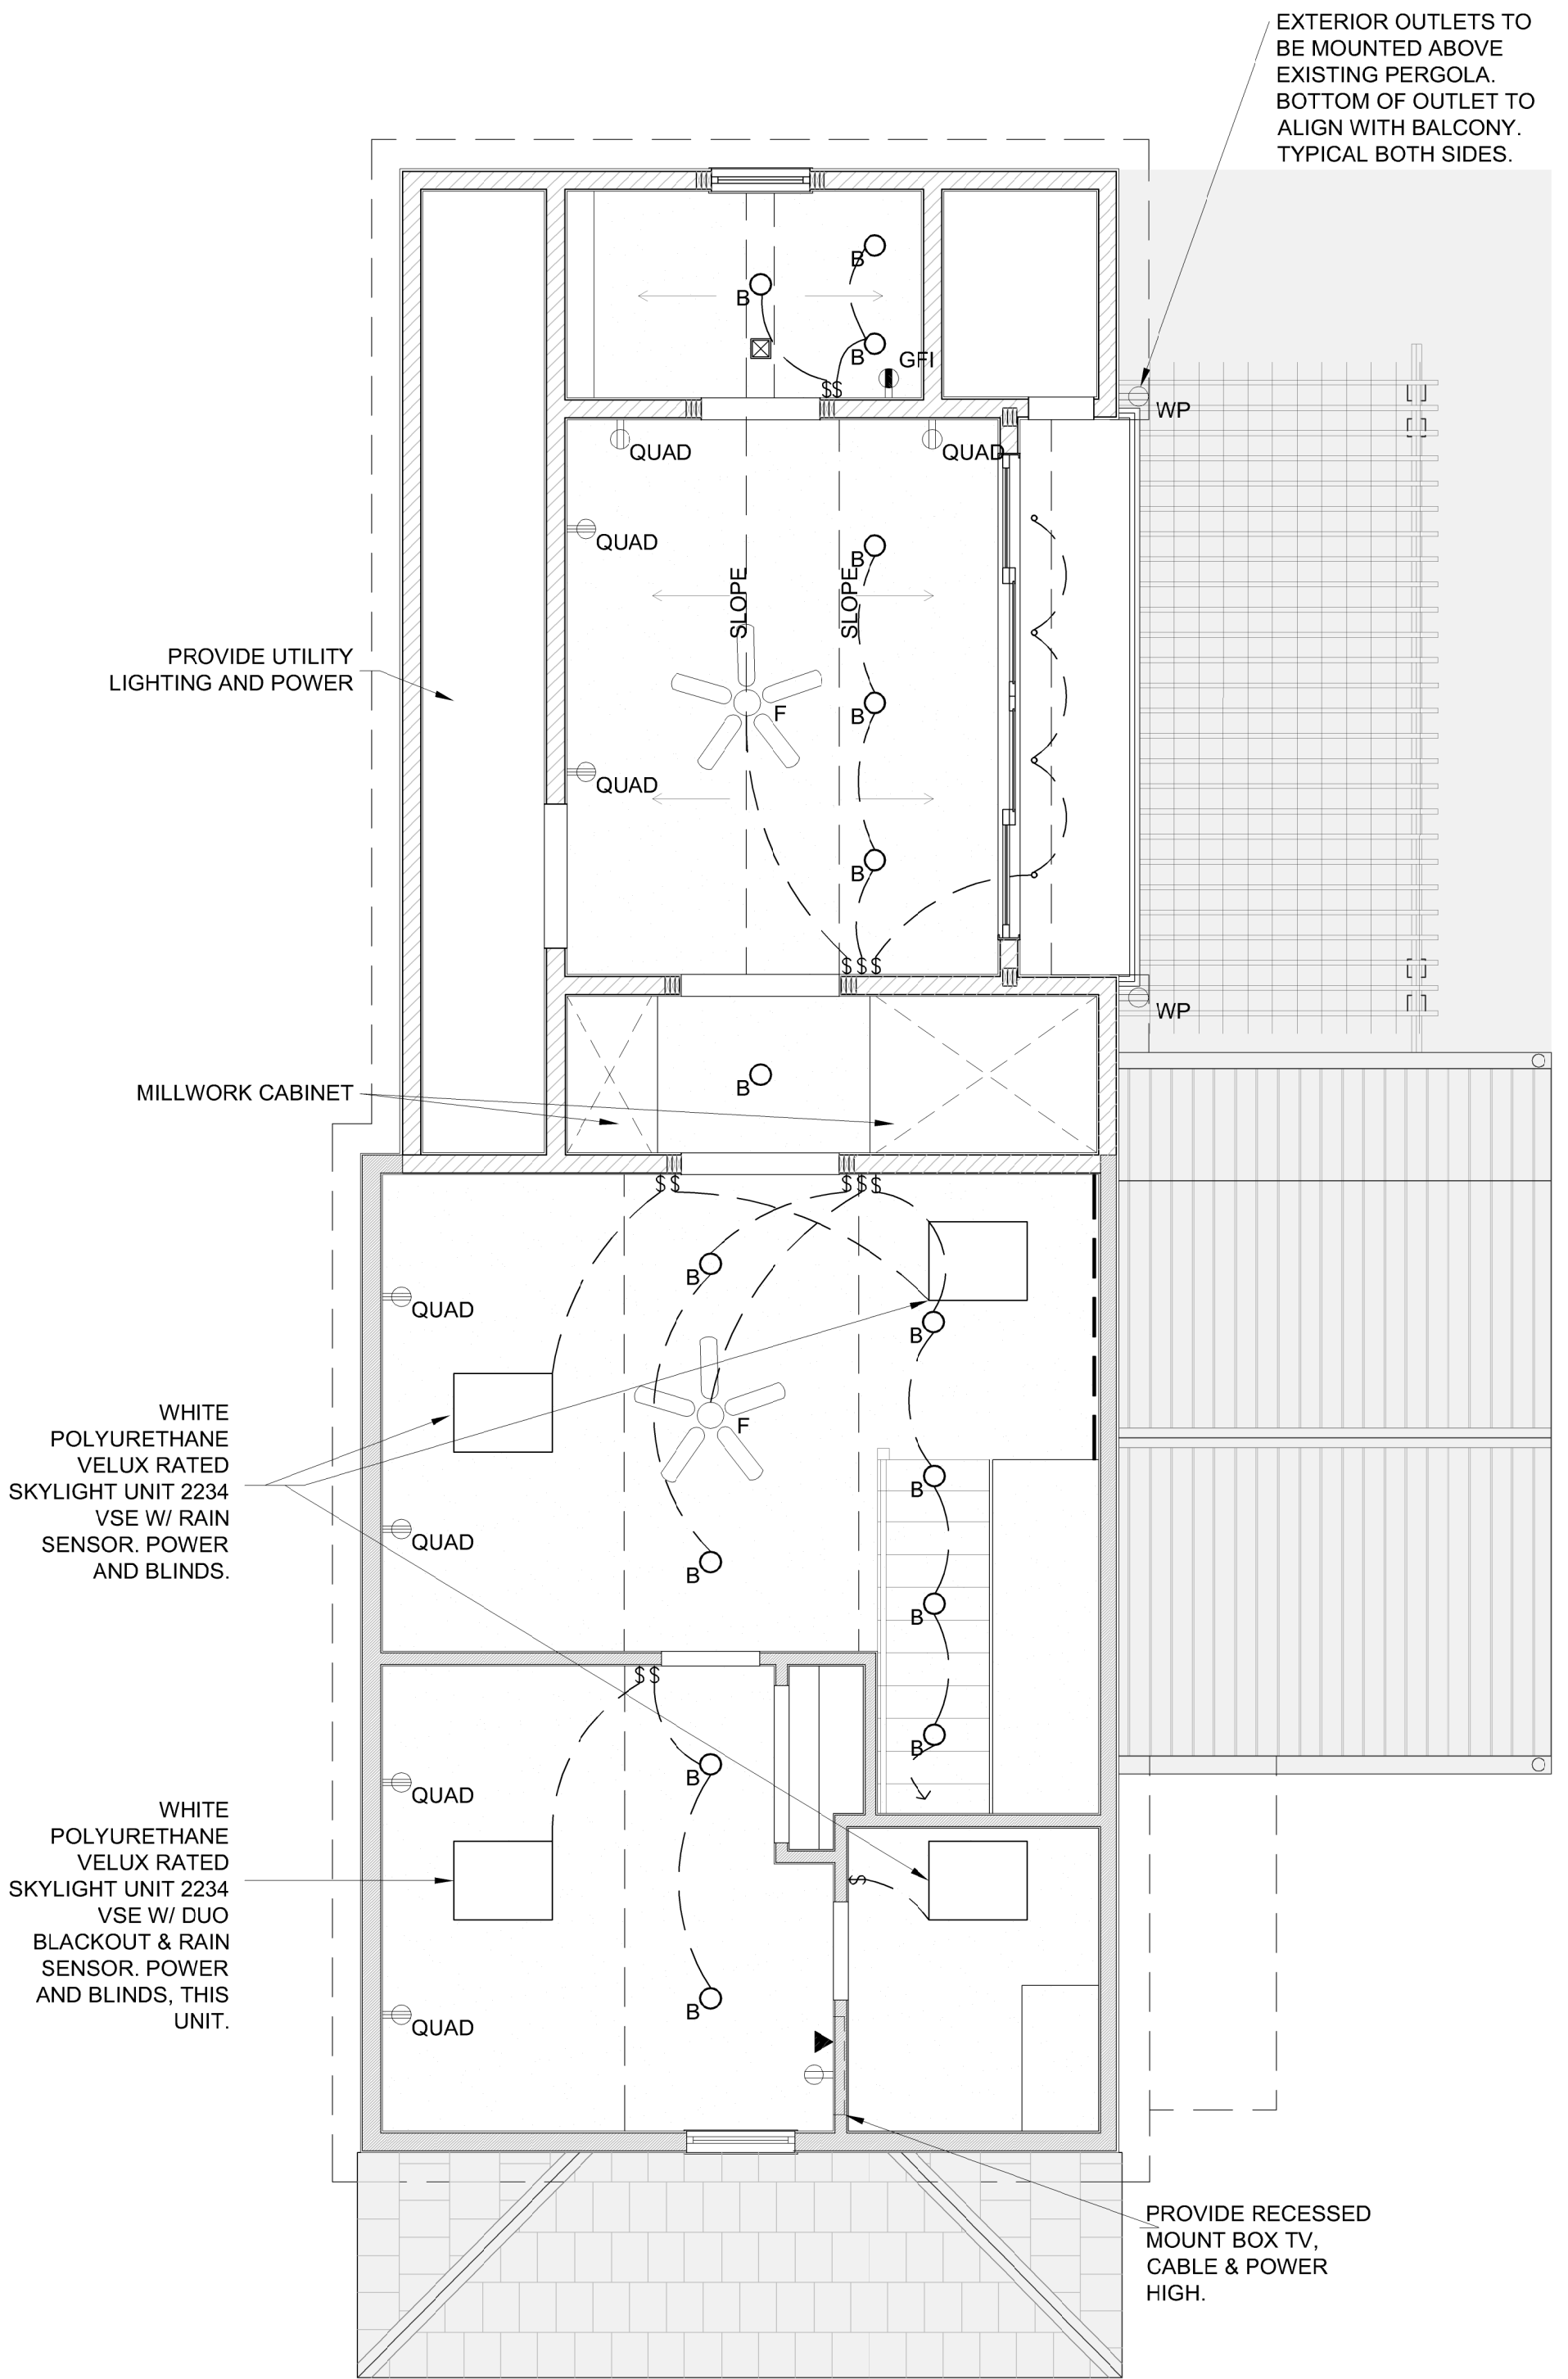 EXTERIOR OUTLETS TO
BE MOUNTED ABOVE
EXISTING PERGOLA.
BOTTOM OF OUTLET TO
ALIGN WITH BALCONY.
TYPICAL BOTH SIDES.
B
B
B
GFI
$$
WP
QUAD
QUAD
QUAD
B
SLOPE
SLOPE
PROVIDE UTILITY
LIGHTING AND POWER
F
B
QUAD
B
$ $ $
WP
MILLWORK CABINET
B
$ $
$ $ $
B
QUAD
B
WHITE
POLYURETHANE
VELUX RATED
SKYLIGHT UNIT 2234
VSE W/ RAIN
SENSOR. POWER
AND BLINDS.
F
B
QUAD
B
B
$ $
B
B
QUAD
WHITE
POLYURETHANE
VELUX RATED
SKYLIGHT UNIT 2234
VSE W/ DUO
BLACKOUT & RAIN
SENSOR. POWER
AND BLINDS, THIS
UNIT.
$
B
QUAD
PROVIDE RECESSED
MOUNT BOX TV,
CABLE & POWER
HIGH.